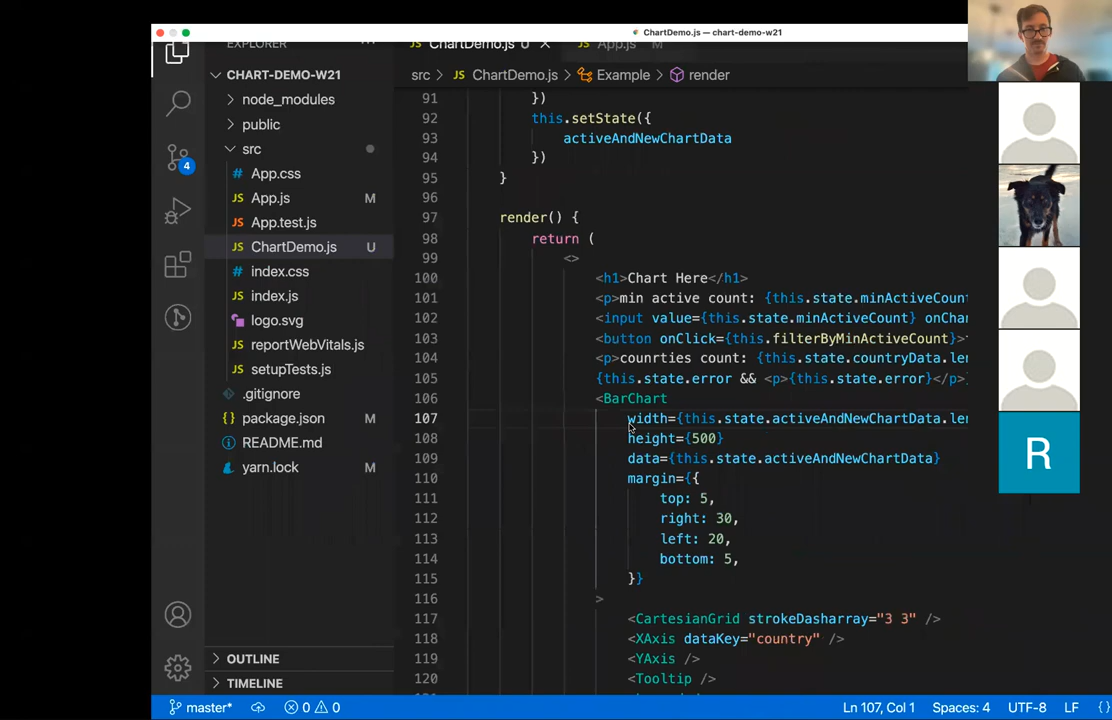 ChartDemo.js — chart-demo-w21
EXPLORER
ChartDemo.js U
App.js M
CHART-DEMO-W21
node_modules
public
src
App.css
App.js M
App.test.js
ChartDemo.js U
index.css
index.js
logo.svg
reportWebVitals.js
setupTests.js
.gitignore
package.json
README.md
yarn.lock M
OUTLINE
TIMELINE
4
src > JS ChartDemo.js > Example > render
91 })
92 this.setState({
93 activeAndNewChartData
94 })
95 }
96
97 render() {
98 return (
99 <>
100 <h1>Chart Here</h1>
101 <p>min active count: {this.state.minActiveCount
102 <input value={this.state.minActiveCount} onChan
103 <button onClick={this.filterByMinActiveCount}>
104 <p>counrties count: {this.state.countryData.len
105 {this.state.error && <p>{this.state.error}</p>}
106 <BarChart
107 width={this.state.activeAndNewChartData.len
108 height={500}
109 data={this.state.activeAndNewChartData}
110 margin={{
111 top: 5,
112 right: 30,
113 left: 20,
114 bottom: 5,
115 }}
116 >
117 <CartesianGrid strokeDasharray="3 3" />
118 <XAxis dataKey="country" />
119 <YAxis />
120 <Tooltip />
R
master* 0 0 Ln 107, Col 1 Spaces: 4 UTF-8 LF {}